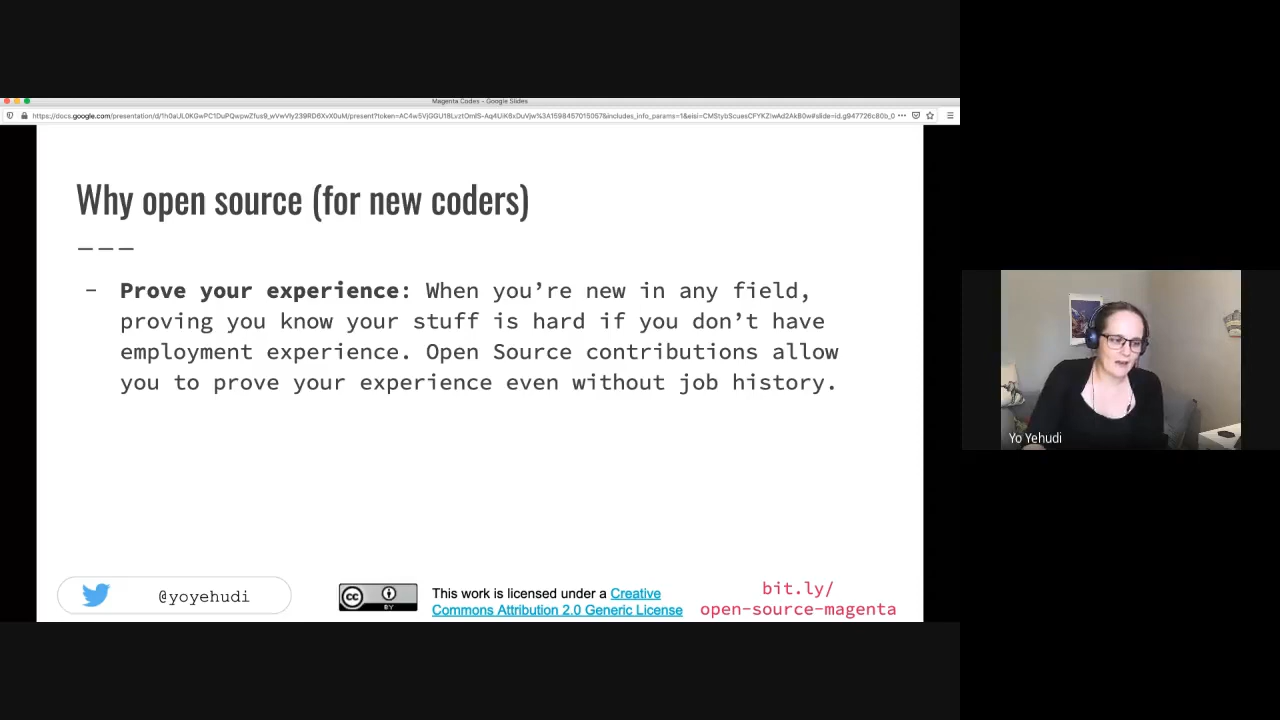 Magenta Codes - Google Slides
Why open source (for new coders)
- Prove your experience: When you’re new in any field,
proving you know your stuff is hard if you don’t have
employment experience. Open Source contributions allow
you to prove your experience even without job history.
Yo Yehudi
@yoyehudi
CC BY
This work is licensed under a Creative
Commons Attribution 2.0 Generic License
bit.ly/
open-source-magenta